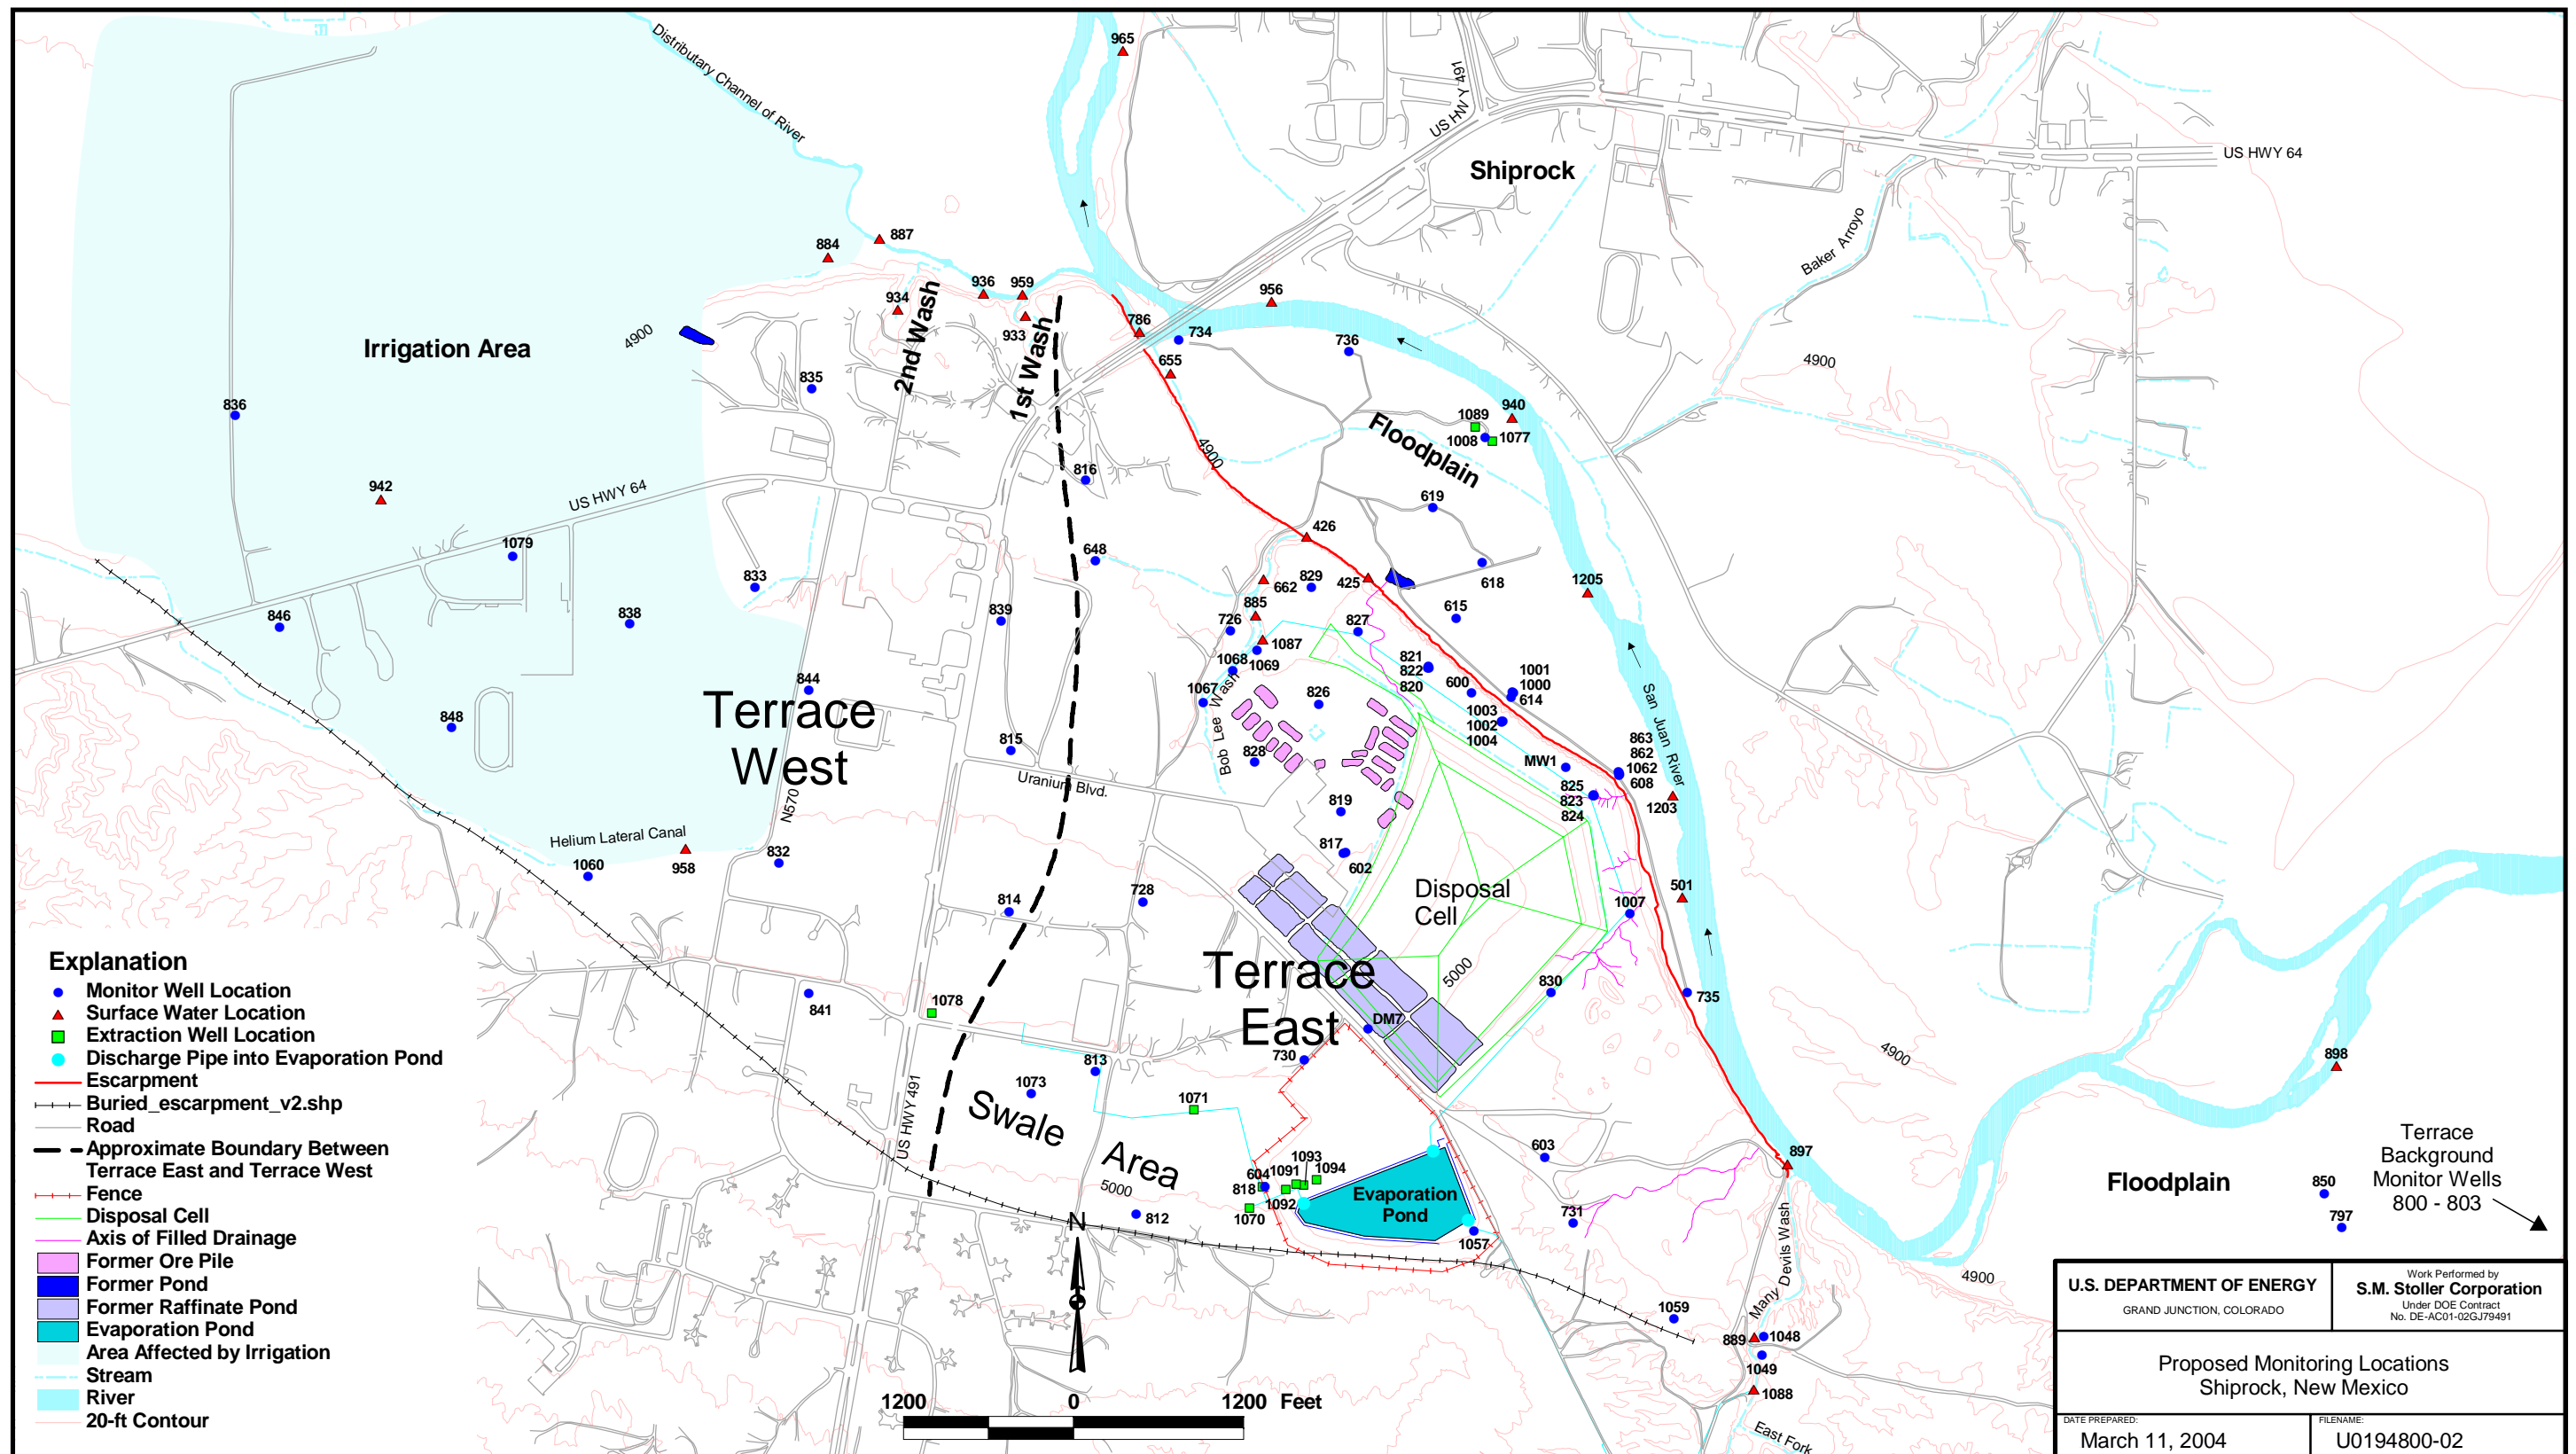 965
Distributary Channel of River
US HWY 491
Shiprock
US HWY 64
Baker Arroyo
887
884
936
959
934
933
2nd Wash
1st Wash
956
786
734
736
655
Irrigation Area
4900
4900
835
836
940
1089
1008
1077
Floodplain
4900
816
942
US HWY 64
619
426
1079
648
618
833
662
829
425
1205
885
615
846
838
839
726
827
1087
1068
1069
821
822
820
600
1001
1000
614
844
1067
826
San Juan River
Terrace
West
848
1003
1002
1004
Bob Lee Wash
815
828
863
862
1062
608
MW1
Uranium Blvd.
825
823
824
1203
N570
819
Helium Lateral Canal
817
602
958
832
1060
Disposal
Cell
728
501
814
1007
Terrace
East
5000
830
735
841
1078
DM7
730
4900
898
813
1073
1071
Swale
Area
US HWY 491
603
897
1093
1091
1094
604
818
1092
1070
5000
Evaporation
Pond
812
731
1057
Many Devils Wash
Floodplain
850
797
Terrace
Background
Monitor Wells
800 - 803
4900
1059
889
1048
1049
1088
East Fork
N
1200
0
1200 Feet
Explanation
Monitor Well Location
Surface Water Location
Extraction Well Location
Discharge Pipe into Evaporation Pond
Escarpment
Buried_escarpment_v2.shp
Road
Approximate Boundary Between
Terrace East and Terrace West
Fence
Disposal Cell
Axis of Filled Drainage
Former Ore Pile
Former Pond
Former Raffinate Pond
Evaporation Pond
Area Affected by Irrigation
Stream
River
20-ft Contour
U.S. DEPARTMENT OF ENERGY
GRAND JUNCTION, COLORADO
Work Performed by
S.M. Stoller Corporation
Under DOE Contract
No. DE-AC01-02GJ79491
Proposed Monitoring Locations
Shiprock, New Mexico
DATE PREPARED:
March 11, 2004
FILENAME:
U0194800-02